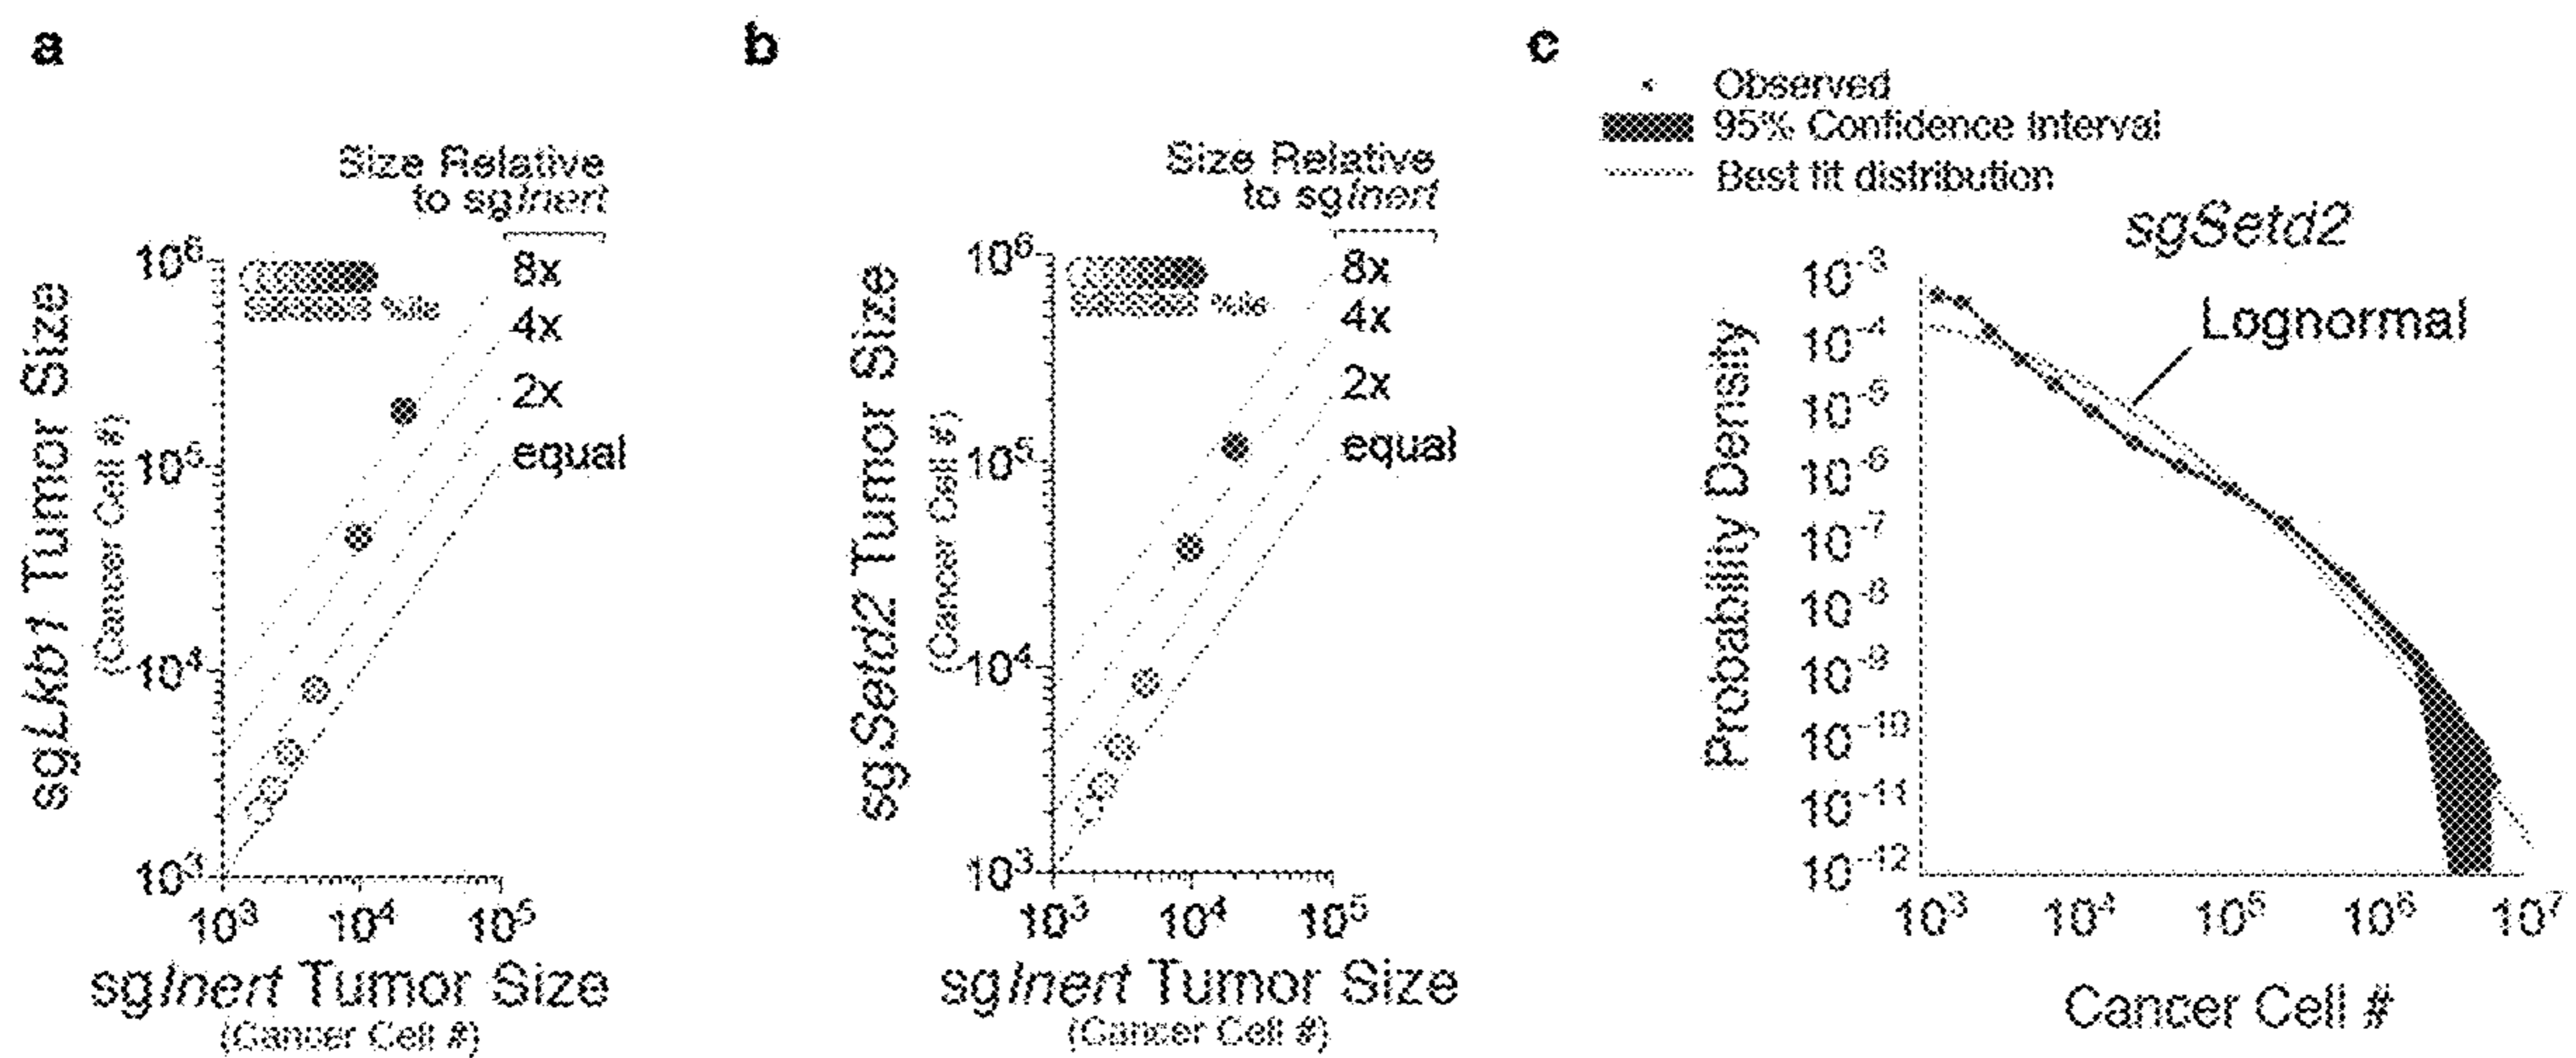 a
Size Relative
to sgInert
8x
4x
2x
equal
%ile
10^6
10^5
10^4
10^3
sgLkb1 Tumor Size
(Cancer Cell #)
10^3 10^4 10^5
sgInert Tumor Size
(Cancer Cell #)
b
Size Relative
to sgInert
8x
4x
2x
equal
%ile
10^6
10^5
10^4
10^3
sgSetd2 Tumor Size
(Cancer Cell #)
10^3 10^4 10^5
sgInert Tumor Size
(Cancer Cell #)
c
Observed
95% Confidence Interval
Best fit distribution
sgSetd2
Lognormal
10^-3
10^-4
10^-5
10^-6
10^-7
10^-8
10^-9
10^-10
10^-11
10^-12
Probability Density
10^3 10^4 10^5 10^6 10^7
Cancer Cell #